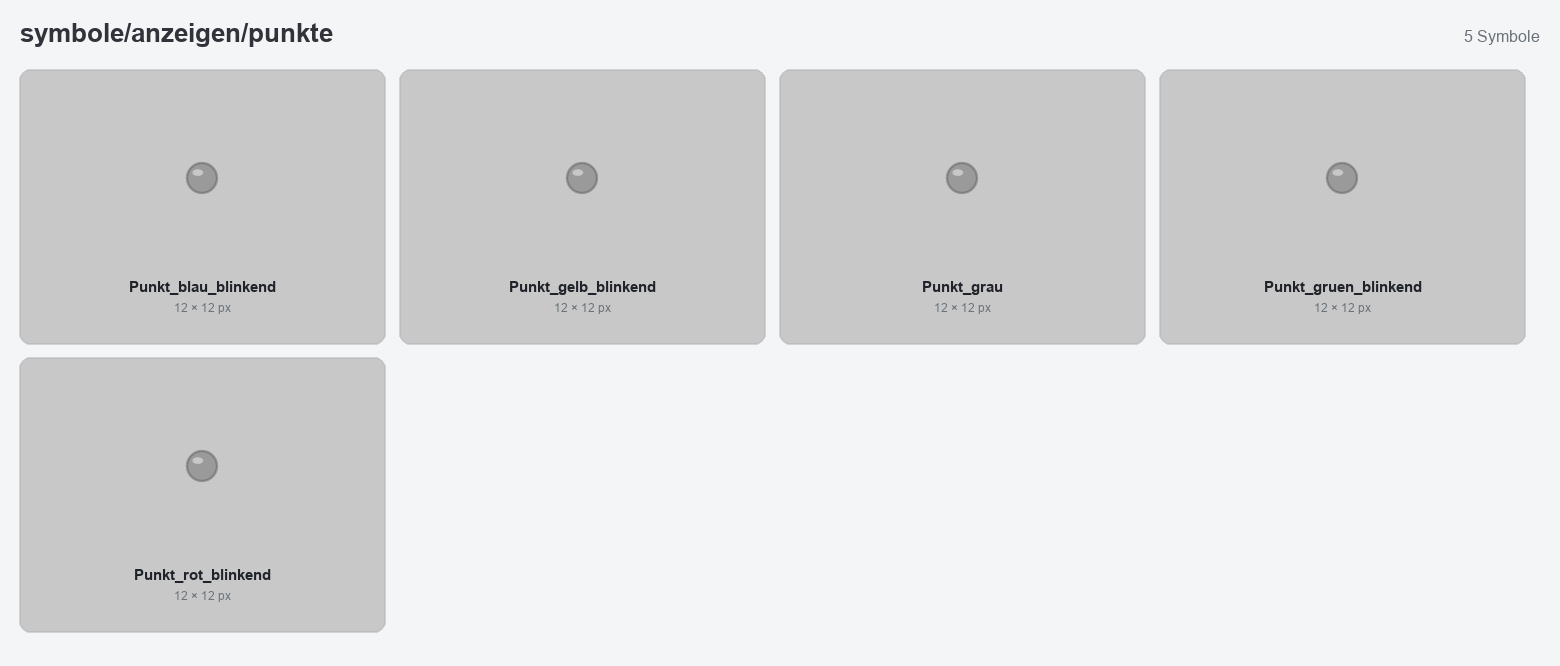 symbole/anzeigen/punkte
5 Symbole
Punkt_blau_blinkend
12 × 12 px
Punkt_gelb_blinkend
12 × 12 px
Punkt_grau
12 × 12 px
Punkt_gruen_blinkend
12 × 12 px
Punkt_rot_blinkend
12 × 12 px